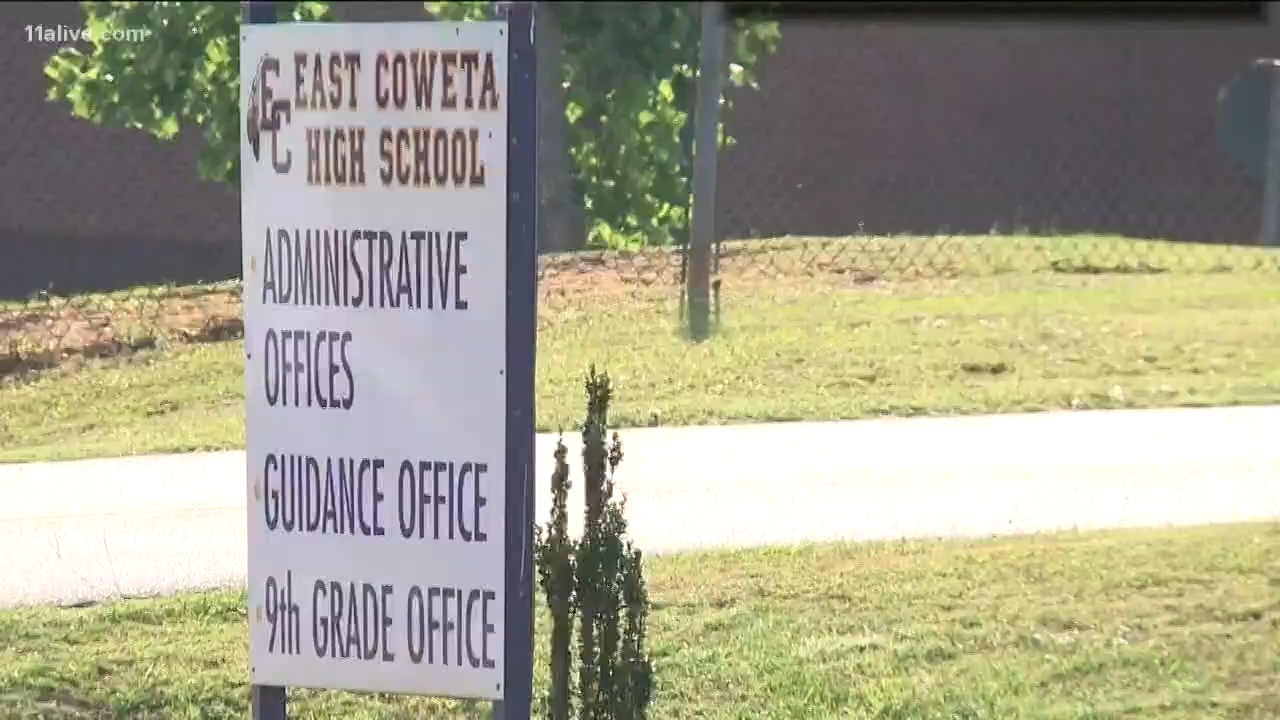 11alive.com
EC
EAST COWETA
HIGH SCHOOL
ADMINISTRATIVE
OFFICES
GUIDANCE OFFICE
9th GRADE OFFICE